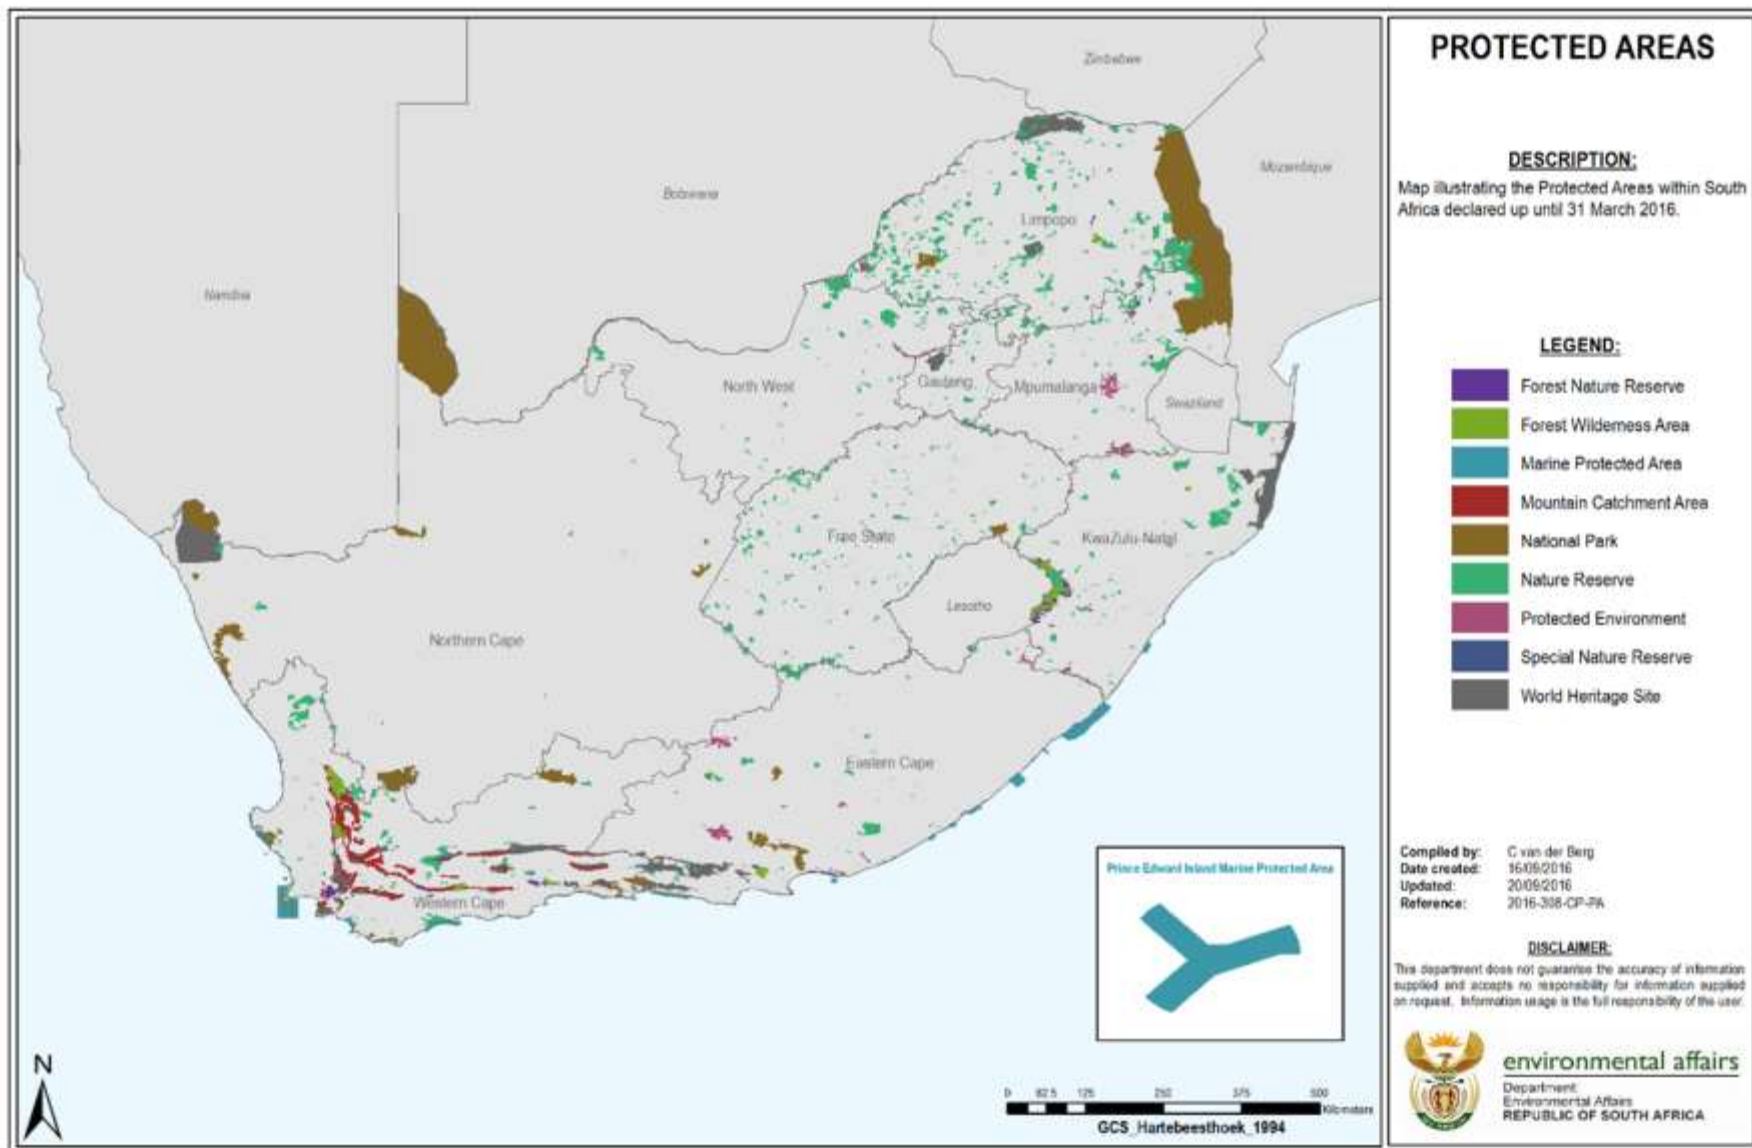 Zimbabwe
Mozambique
Botswana
Limpopo
Namibia
North West
Gauteng
Mpumalanga
Swaziland
Free State
KwaZulu-Natal
Lesotho
Northern Cape
Eastern Cape
Western Cape
Prince Edward Island Marine Protected Area
N
0 62.5 125 250 375 500
Kilometers
GCS_Hartebeesthoek_1994
PROTECTED AREAS
DESCRIPTION:
Map illustrating the Protected Areas within South
Africa declared up until 31 March 2016.
LEGEND:
Forest Nature Reserve
Forest Wilderness Area
Marine Protected Area
Mountain Catchment Area
National Park
Nature Reserve
Protected Environment
Special Nature Reserve
World Heritage Site
Compiled by: C van der Berg
Date created: 16/09/2016
Updated: 20/09/2016
Reference: 2016-308-CP-PA
DISCLAIMER:
This department does not guarantee the accuracy of information
supplied and accepts no responsibility for information supplied
on request. Information usage is the full responsibility of the user.
environmental affairs
Department:
Environmental Affairs
REPUBLIC OF SOUTH AFRICA